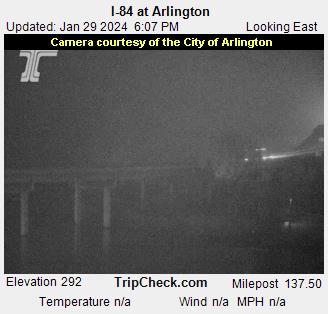 I-84 at Arlington
Updated: Jan 29 2024 6:07 PM Looking East
Camera courtesy of the City of Arlington
Elevation 292 TripCheck.com Milepost 137.50
Temperature n/a Wind n/a MPH n/a